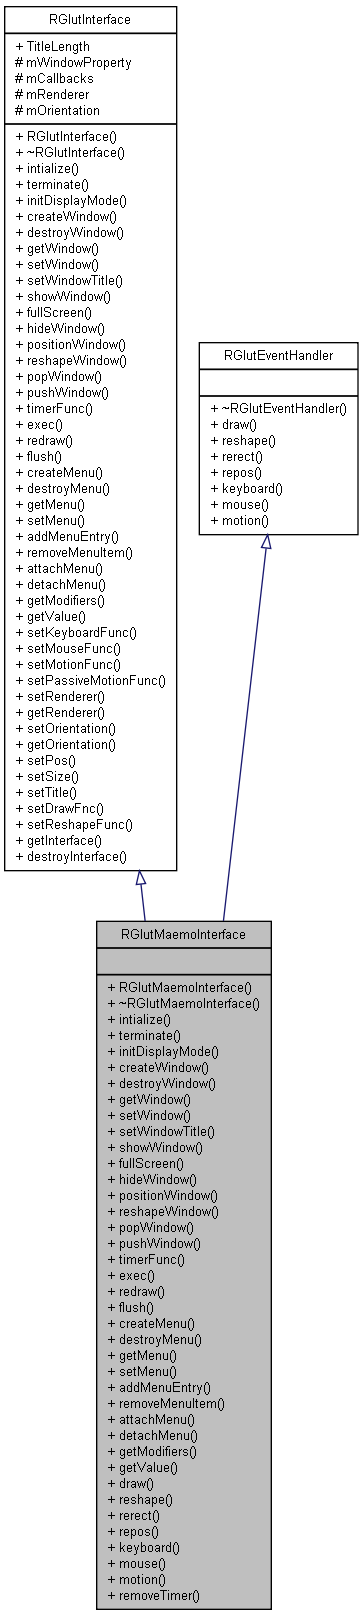 RGlutInterface
+ TitleLength
# mWindowProperty
# mCallbacks
# mRenderer
# mOrientation
+ RGlutInterface()
+ ~RGlutInterface()
+ intialize()
+ terminate()
+ initDisplayMode()
+ createWindow()
+ destroyWindow()
+ getWindow()
+ setWindow()
+ setWindowTitle()
+ showWindow()
+ fullScreen()
+ hideWindow()
+ positionWindow()
+ reshapeWindow()
+ popWindow()
+ pushWindow()
+ timerFunc()
+ exec()
+ redraw()
+ flush()
+ createMenu()
+ destroyMenu()
+ getMenu()
+ setMenu()
+ addMenuEntry()
+ removeMenuItem()
+ attachMenu()
+ detachMenu()
+ getModifiers()
+ getValue()
+ setKeyboardFunc()
+ setMouseFunc()
+ setMotionFunc()
+ setPassiveMotionFunc()
+ setRenderer()
+ getRenderer()
+ setOrientation()
+ getOrientation()
+ setPos()
+ setSize()
+ setTitle()
+ setDrawFnc()
+ setReshapeFunc()
+ getInterface()
+ destroyInterface()
RGlutEventHandler
+ ~RGlutEventHandler()
+ draw()
+ reshape()
+ rerect()
+ repos()
+ keyboard()
+ mouse()
+ motion()
RGlutMaemoInterface
+ RGlutMaemoInterface()
+ ~RGlutMaemoInterface()
+ intialize()
+ terminate()
+ initDisplayMode()
+ createWindow()
+ destroyWindow()
+ getWindow()
+ setWindow()
+ setWindowTitle()
+ showWindow()
+ fullScreen()
+ hideWindow()
+ positionWindow()
+ reshapeWindow()
+ popWindow()
+ pushWindow()
+ timerFunc()
+ exec()
+ redraw()
+ flush()
+ createMenu()
+ destroyMenu()
+ getMenu()
+ setMenu()
+ addMenuEntry()
+ removeMenuItem()
+ attachMenu()
+ detachMenu()
+ getModifiers()
+ getValue()
+ draw()
+ reshape()
+ rerect()
+ repos()
+ keyboard()
+ mouse()
+ motion()
+ removeTimer()